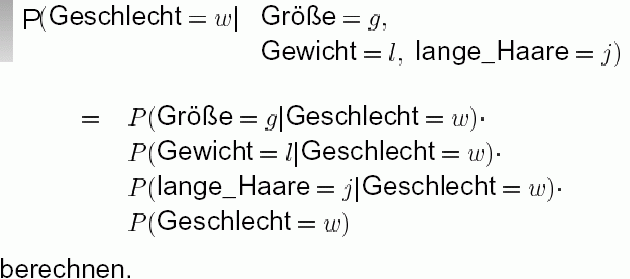 P(Geschlecht = w| Größe = g,
Gewicht = l, lange_Haare = j)
= P(Größe = g|Geschlecht = w)·
P(Gewicht = l|Geschlecht = w)·
P(lange_Haare = j|Geschlecht = w)·
P(Geschlecht = w)
berechnen.